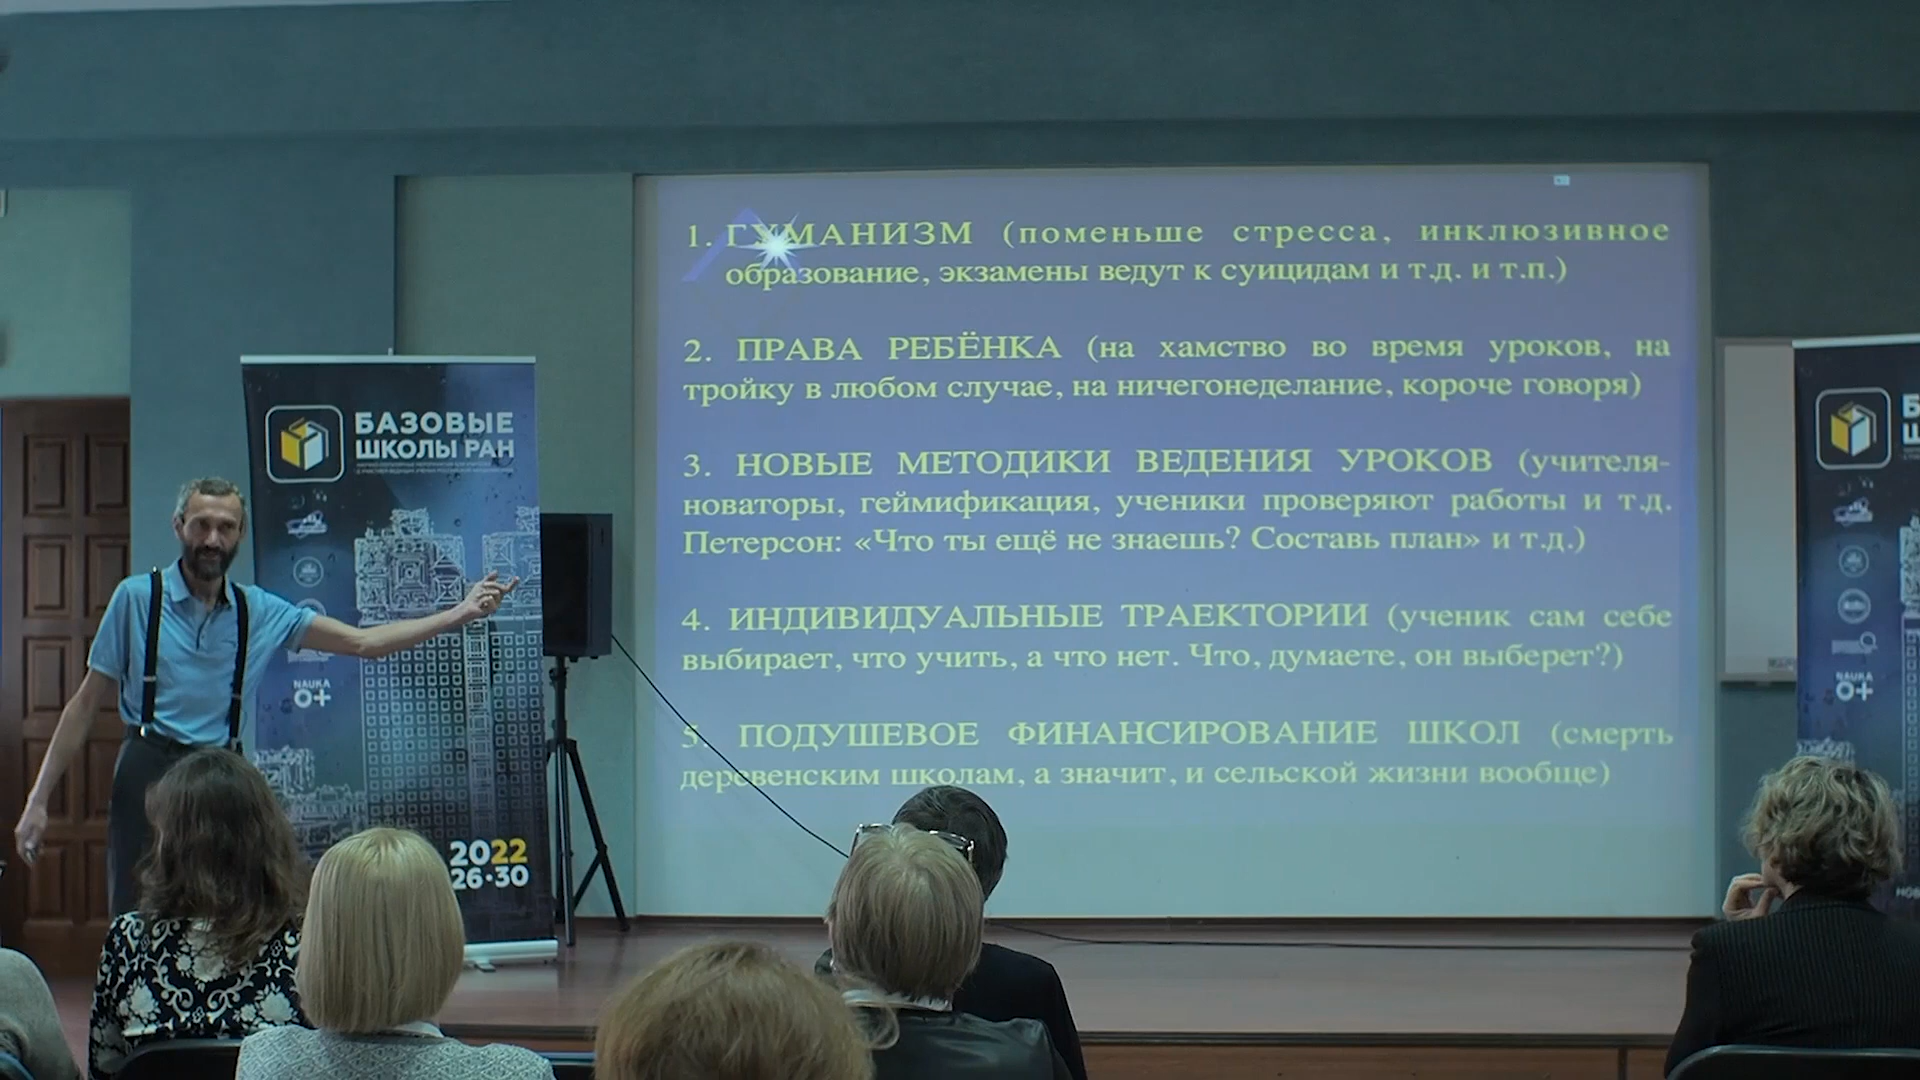 1. ГУМАНИЗМ (поменьше стресса, инклюзивное
образование, экзамены ведут к суицидам и т.д. и т.п.)
2. ПРАВА РЕБЁНКА (на хамство во время уроков, на
тройку в любом случае, на ничегонеделание, короче говоря)
3. НОВЫЕ МЕТОДИКИ ВЕДЕНИЯ УРОКОВ (учителя-
новаторы, геймификация, ученики проверяют работы и т.д.
Петерсон: «Что ты ещё не знаешь? Составь план» и т.д.)
4. ИНДИВИДУАЛЬНЫЕ ТРАЕКТОРИИ (ученик сам себе
выбирает, что учить, а что нет. Что, думаете, он выберет?)
5. ПОДУШЕВОЕ ФИНАНСИРОВАНИЕ ШКОЛ (смерть
деревенским школам, а значит, и сельской жизни вообще)
БАЗОВЫЕ
ШКОЛЫ РАН
NAUKA
0+
2022
26·30
NAUKA
0+